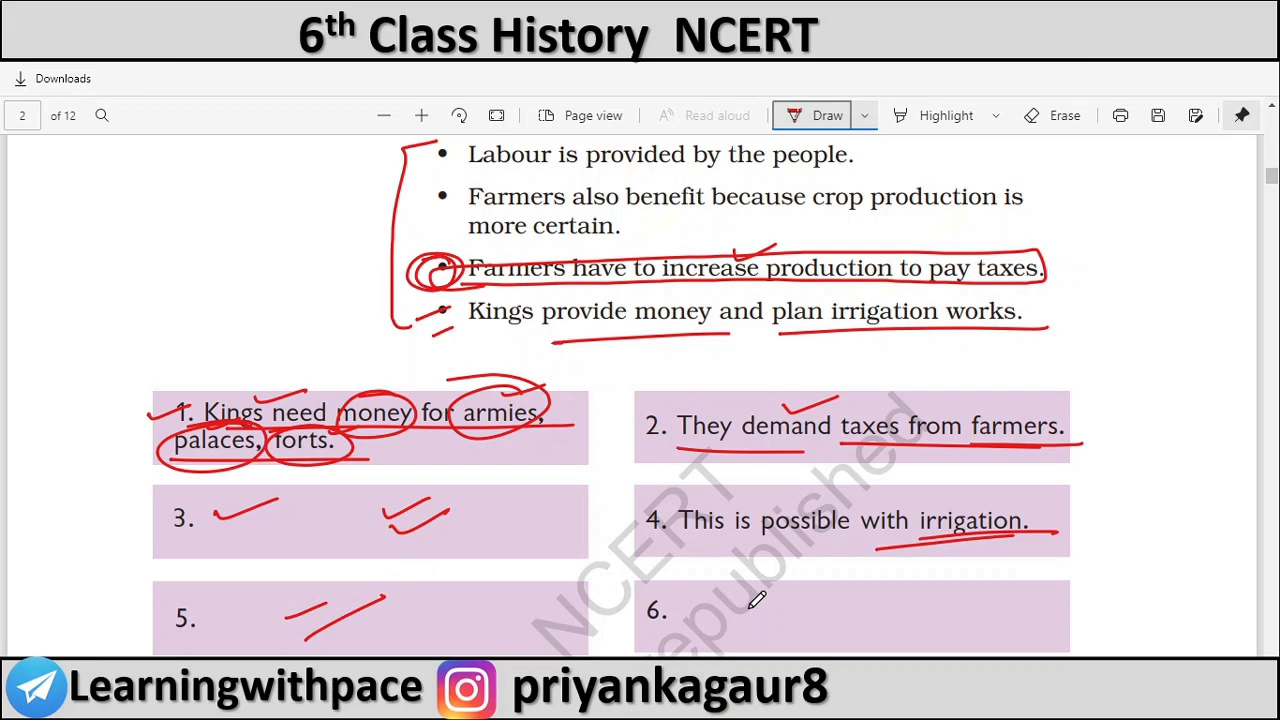 6th Class History NCERT
Downloads
2 of 12 Page view Read aloud Draw Highlight Erase
• Labour is provided by the people.
• Farmers also benefit because crop production is
more certain.
• Farmers have to increase production to pay taxes.
• Kings provide money and plan irrigation works.
1. Kings need money for armies,
palaces, forts.
2. They demand taxes from farmers.
3.
4. This is possible with irrigation.
5.
6.
NCERT
republished
Learningwithpace priyankagaur8